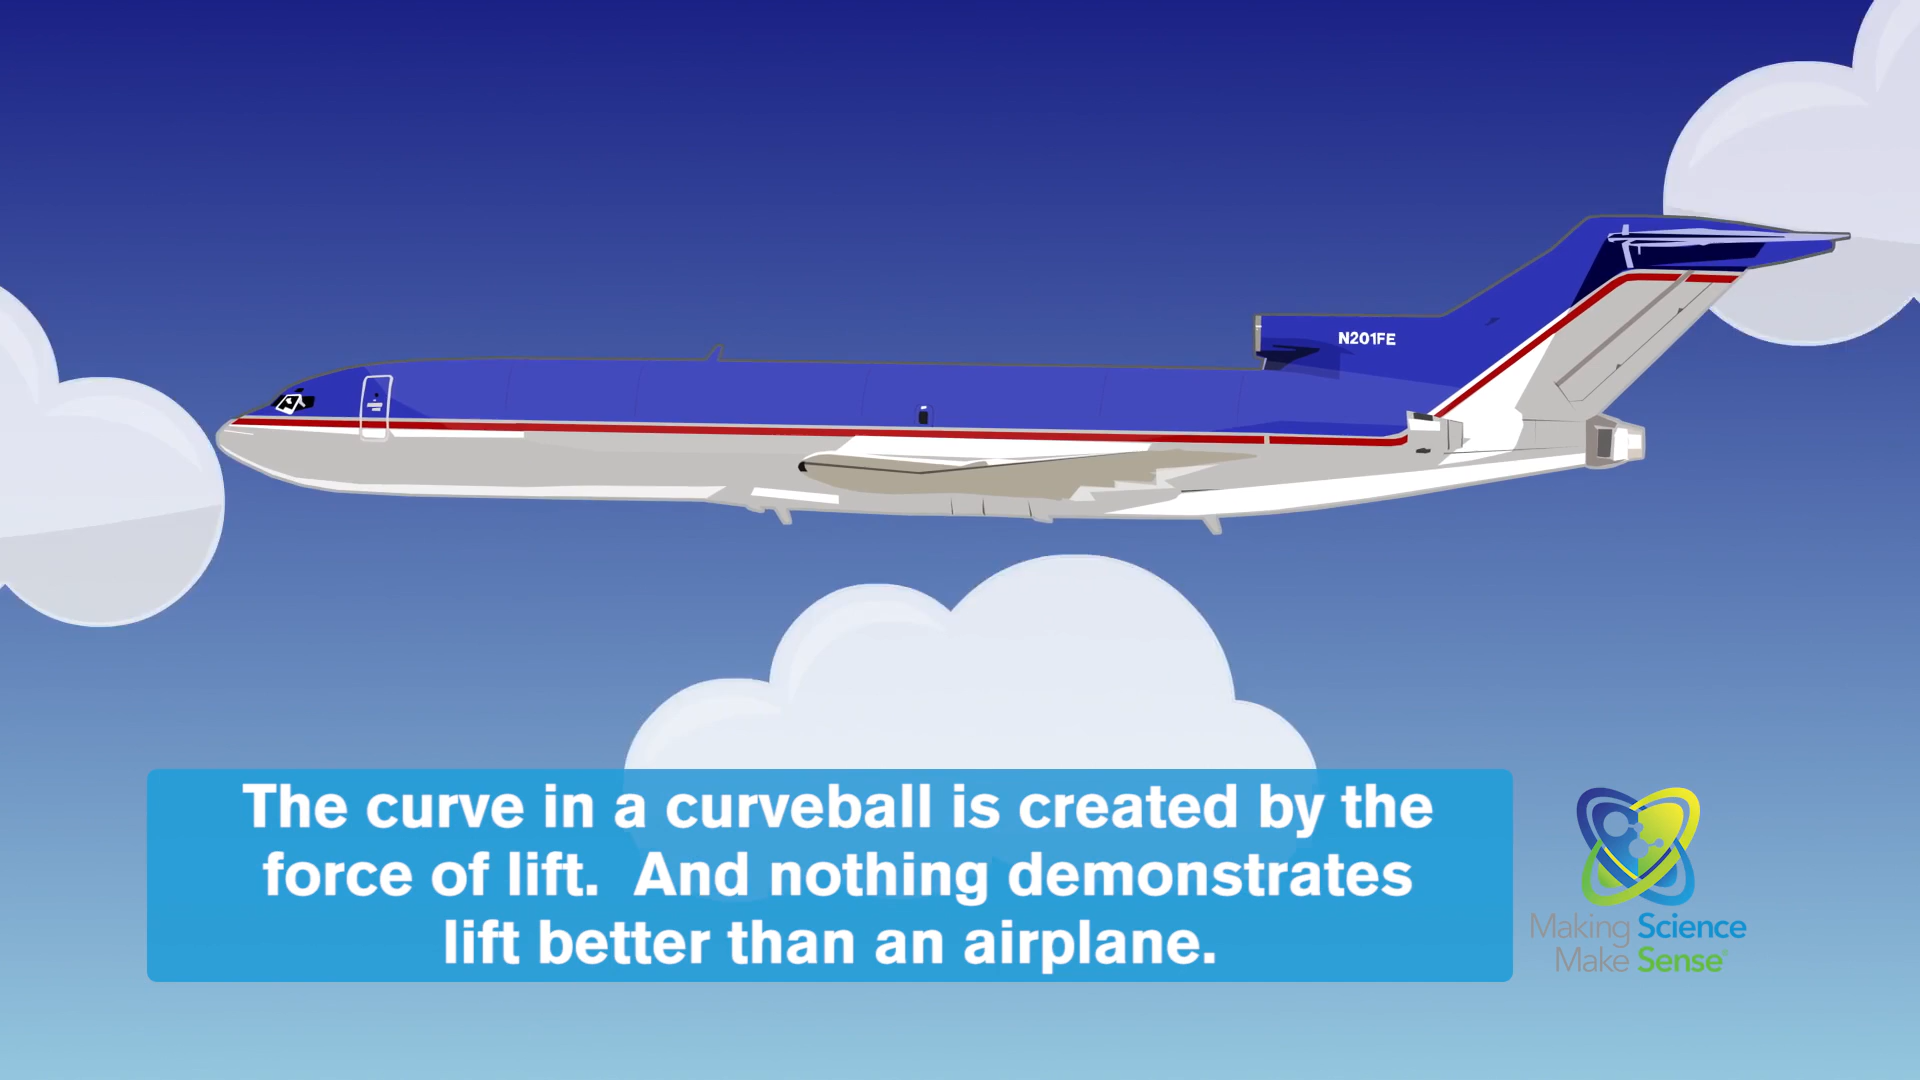 N201FE
The curve in a curveball is created by the
force of lift.  And nothing demonstrates
lift better than an airplane.
Making Science
Make Sense®